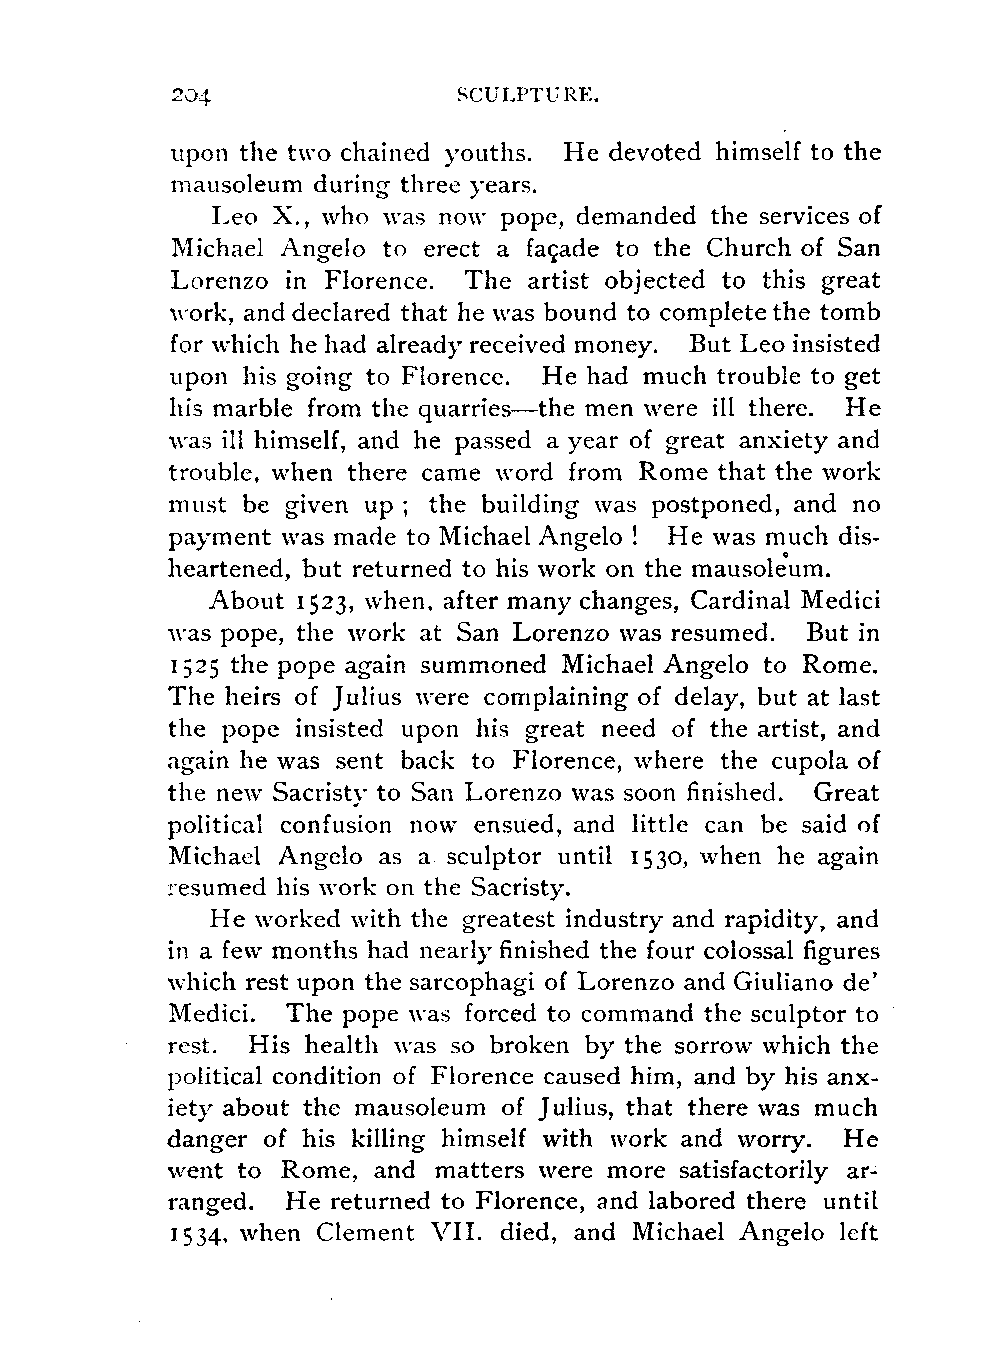 204 SCULPTURE.
upon the two chained youths. He devoted himself to the
mausoleum during three years.
Leo X., who was now pope, demanded the services of
Michael Angelo to erect a façade to the Church of San
Lorenzo in Florence. The artist objected to this great
work, and declared that he was bound to complete the tomb
for which he had already received money. But Leo insisted
upon his going to Florence. He had much trouble to get
his marble from the quarries—the men were ill there. He
was ill himself, and he passed a year of great anxiety and
trouble, when there came word from Rome that the work
must be given up ; the building was postponed, and no
payment was made to Michael Angelo ! He was much dis-
heartened, but returned to his work on the mausoleum.
About 1523, when, after many changes, Cardinal Medici
was pope, the work at San Lorenzo was resumed. But in
1525 the pope again summoned Michael Angelo to Rome.
The heirs of Julius were complaining of delay, but at last
the pope insisted upon his great need of the artist, and
again he was sent back to Florence, where the cupola of
the new Sacristy to San Lorenzo was soon finished. Great
political confusion now ensued, and little can be said of
Michael Angelo as a sculptor until 1530, when he again
resumed his work on the Sacristy.
He worked with the greatest industry and rapidity, and
in a few months had nearly finished the four colossal figures
which rest upon the sarcophagi of Lorenzo and Giuliano de'
Medici. The pope was forced to command the sculptor to
rest. His health was so broken by the sorrow which the
political condition of Florence caused him, and by his anx-
iety about the mausoleum of Julius, that there was much
danger of his killing himself with work and worry. He
went to Rome, and matters were more satisfactorily ar-
ranged. He returned to Florence, and labored there until
1534, when Clement VII. died, and Michael Angelo left